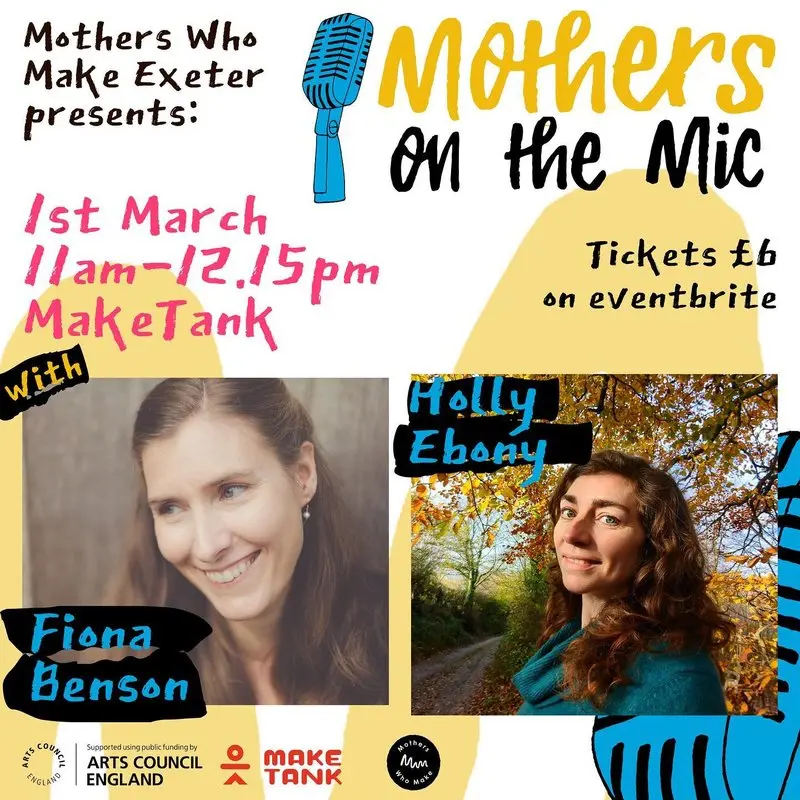 Mothers Who
Make Exeter
presents:
Mothers
on the Mic
1st March
11am-12.15pm
MakeTank
Tickets £6
on eventbrite
with
Holly
Ebony
Fiona
Benson
ARTS COUNCIL
ENGLAND
Supported using public funding by
ARTS COUNCIL
ENGLAND
MAKE
TANK
Mothers
Mwm
Who Make